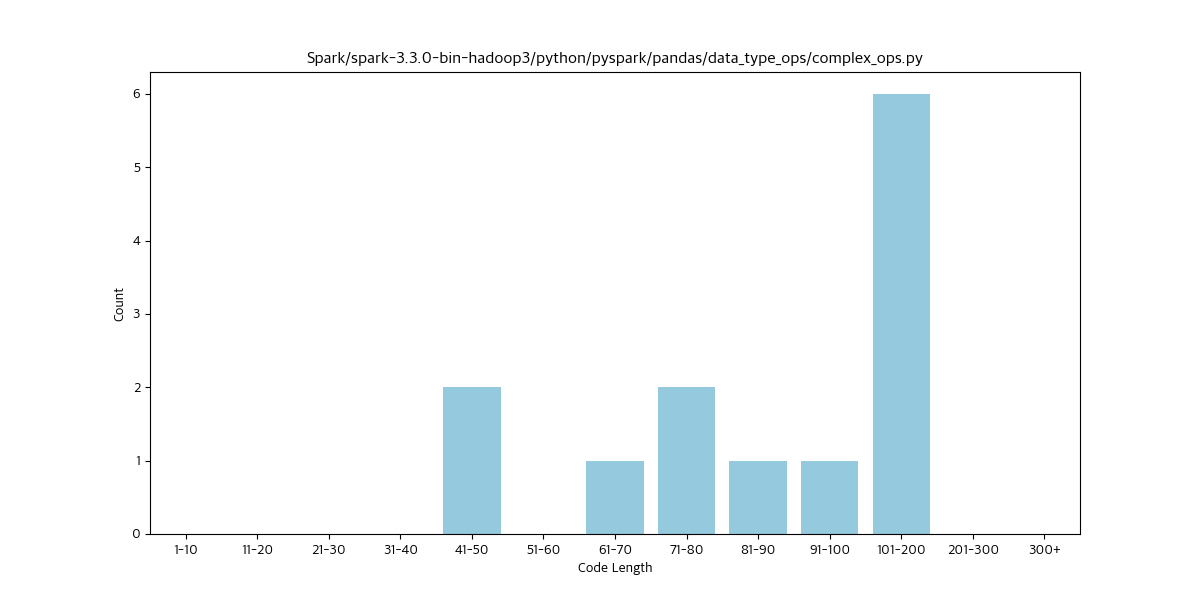 Spark/spark-3.3.0-bin-hadoop3/python/pyspark/pandas/data_type_ops/complex_ops.py
6
5
4
3
2
1
0
Count
1-10 11-20 21-30 31-40 41-50 51-60 61-70 71-80 81-90 91-100 101-200 201-300 300+
Code Length